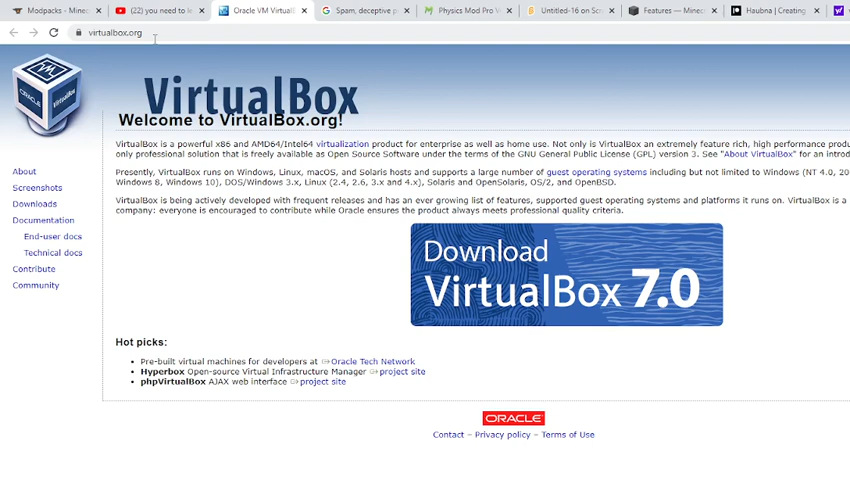 Modpacks - Minec
(22) you need to le
Oracle VM Virtual
Spam, deceptive p
Physics Mod Pro V
Untitled-16 on Sc
Features — Minec
Haubna | Creating
virtualbox.org
ORACLE
VirtualBox
VirtualBox
Welcome to VirtualBox.org!
VirtualBox is a powerful x86 and AMD64/Intel64 virtualization product for enterprise as well as home use. Not only is VirtualBox an extremely feature rich, high performance produ
only professional solution that is freely available as Open Source Software under the terms of the GNU General Public License (GPL) version 3. See "About VirtualBox" for an introd
Presently, VirtualBox runs on Windows, Linux, macOS, and Solaris hosts and supports a large number of guest operating systems including but not limited to Windows (NT 4.0, 20
Windows 8, Windows 10), DOS/Windows 3.x, Linux (2.4, 2.6, 3.x and 4.x), Solaris and OpenSolaris, OS/2, and OpenBSD.
VirtualBox is being actively developed with frequent releases and has an ever growing list of features, supported guest operating systems and platforms it runs on. VirtualBox is a
company: everyone is encouraged to contribute while Oracle ensures the product always meets professional quality criteria.
About
Screenshots
Downloads
Documentation
End-user docs
Technical docs
Contribute
Community
Download
VirtualBox 7.0
Hot picks:
Pre-built virtual machines for developers at Oracle Tech Network
Hyperbox Open-source Virtual Infrastructure Manager project site
phpVirtualBox AJAX web interface project site
ORACLE
Contact – Privacy policy – Terms of Use